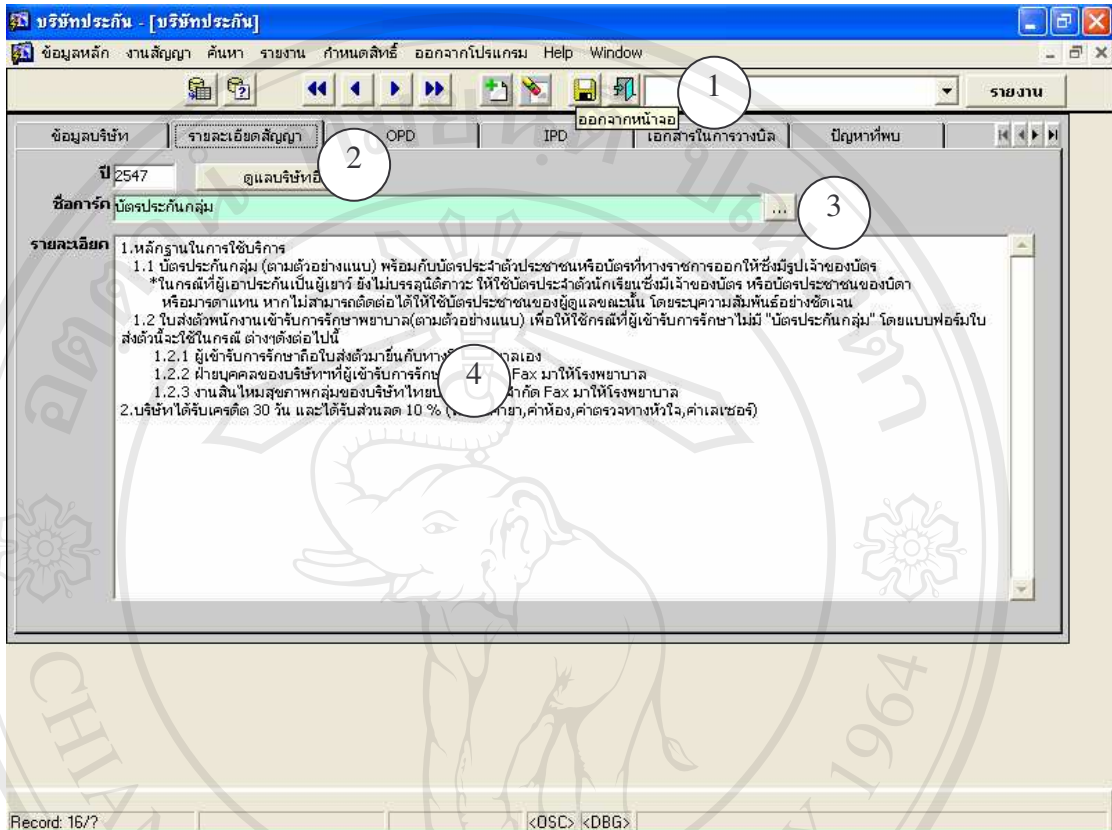 บริษัทประกัน - [บริษัทประกัน]
ข้อมูลหลัก งานสัญญา ค้นหา รายงาน กำหนดสิทธิ์ ออกจากโปรแกรม Help Window
1
รายงาน
ออกจากหน้าจอ
ข้อมูลบริษัท รายละเอียดสัญญา OPD IPD เอกสารในการวางบิล ปัญหาที่พบ
2
ปี 2547 ดูแลบริษัท
ชื่อการ์ด บัตรประกันกลุ่ม ... 3
รายละเอียด
1.หลักฐานในการใช้บริการ
1.1 บัตรประกันกลุ่ม (ตามตัวอย่างแนบ) พร้อมกับบัตรประจำตัวประชาชนหรือบัตรที่ทางราชการออกให้ซึ่งมีรูปเจ้าของบัตร
*ในกรณีที่ผู้เอาประกันเป็นผู้เยาว์ ยังไม่บรรลุนิติภาวะ ให้ใช้บัตรประจำตัวนักเรียนซึ่งมีเจ้าของบัตร หรือบัตรประชาชนของบิดา
หรือมารดาแทน หากไม่สามารถติดต่อได้ให้ใช้บัตรประชาชนของผู้ดูแลขณะนั้น โดยระบุความสัมพันธ์อย่างชัดเจน
1.2 ใบส่งตัวพนักงานเข้ารับการรักษาพยาบาล(ตามตัวอย่างแนบ) เพื่อให้ใช้กรณีที่ผู้เข้ารับการรักษาไม่มี "บัตรประกันกลุ่ม" โดยแบบฟอร์มใบ
ส่งตัวนี้จะใช้ในกรณี ต่างๆดังต่อไปนี้
1.2.1 ผู้เข้ารับการรักษาถือใบส่งตัวมายื่นกับทาง าลเอง
1.2.2 ฝ่ายบุคคลของบริษัทฯที่ผู้เข้ารับการรักษ Fax มาให้โรงพยาบาล
4
1.2.3 งานสินไหมสุขภาพกลุ่มของบริษัทไทย จำกัด Fax มาให้โรงพยาบาล
2.บริษัทได้รับเครดิต 30 วัน และได้รับส่วนลด 10 % ( ยา,ค่าห้อง,ค่าตรวจทางหัวใจ,ค่าเลเซอร์)
CHIA 1964
Record: 16/? <OSC> <DBG>